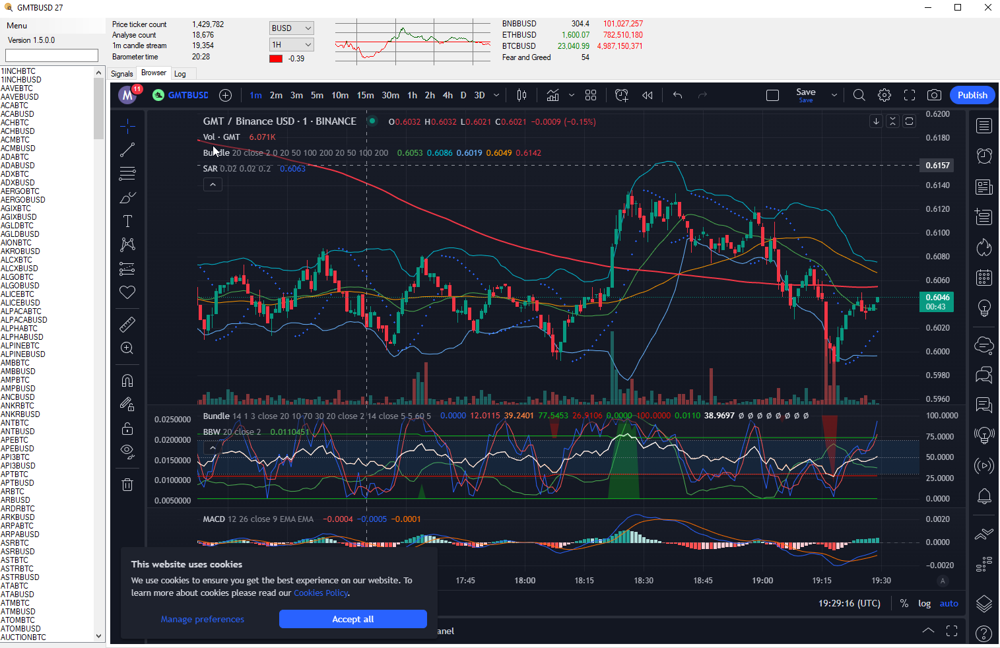 GMTBUSD 27
Menu
Version 1.5.0.0
Price ticker count 1,429,782
Analyse count 18,676
1m candle stream 19,354
Barometer time 20:28
BUSD
1H
-0.39
BNBBUSD 304.4 101,027,257
ETHBUSD 1,600.07 782,510,180
BTCBUSD 23,040.99 4,987,150,371
Fear and Greed 54
Signals Browser Log
1INCHBTC
1INCHBUSD
AAVEBTC
AAVEBUSD
ACABTC
ACABUSD
ACHBTC
ACHBUSD
ACMBTC
ACMBUSD
ADABTC
ADABUSD
ADXBTC
ADXBUSD
AERGOBTC
AERGOBUSD
AGIXBTC
AGIXBUSD
AGLDBTC
AGLDBUSD
AIONBTC
AKROBUSD
ALCXBTC
ALCXBUSD
ALGOBTC
ALGOBUSD
ALICEBTC
ALICEBUSD
ALPACABTC
ALPACABUSD
ALPHABTC
ALPHABUSD
ALPINEBTC
ALPINEBUSD
AMBBTC
AMBBUSD
AMPBTC
AMPBUSD
ANCBUSD
ANKRBTC
ANKRBUSD
ANTBTC
ANTBUSD
APEBTC
APEBUSD
API3BTC
API3BUSD
APTBTC
APTBUSD
ARBTC
ARBUSD
ARDRBTC
ARKBUSD
ARPABTC
ARPABUSD
ASRBTC
ASRBUSD
ASTBTC
ASTRBTC
ASTRBUSD
ATABTC
ATABUSD
ATMBTC
ATMBUSD
ATOMBTC
ATOMBUSD
AUCTIONBTC
M 11 GMTBUSD 1m 2m 3m 5m 10m 15m 30m 1h 2h 4h D 3D Save Save Publish
GMT / Binance USD · 1 · BINANCE O0.6032 H0.6032 L0.6021 C0.6021 −0.0009 (−0.15%)
Vol · GMT 6.071K
Bundle 20 close 2 0 20 50 100 200 20 50 100 200 0.6053 0.6086 0.6019 0.6049 0.6142
SAR 0.02 0.02 0.2 0.6063
0.6200
0.6180
0.6157
0.6140
0.6120
0.6100
0.6080
0.6060
0.6046
00:43
0.6020
0.6000
0.5980
0.5960
Bundle 14 1 3 close 20 10 70 30 20 close 2 14 close 5 5 60 5 0.0000 12.0115 39.2401 77.5453 26.9106 0.0000 100.0000 0.0110 38.9697 Ø Ø Ø Ø Ø Ø Ø Ø
BBW 20 close 2 0.0110451
0.0250000
0.0200000
0.0150000
0.0100000
0.0050000
100.0000
75.0000
50.0000
25.0000
0.0000
MACD 12 26 close 9 EMA EMA −0.0004 −0.0005 −0.0001
0.0020
0.0000
−0.0020
17:45 18:00 18:15 18:30 18:45 19:00 19:15 19:30 A
19:29:16 (UTC) % log auto
anel
This website uses cookies
We use cookies to ensure you get the best experience on our website. To
learn more about cookies please read our Cookies Policy.
Manage preferences Accept all